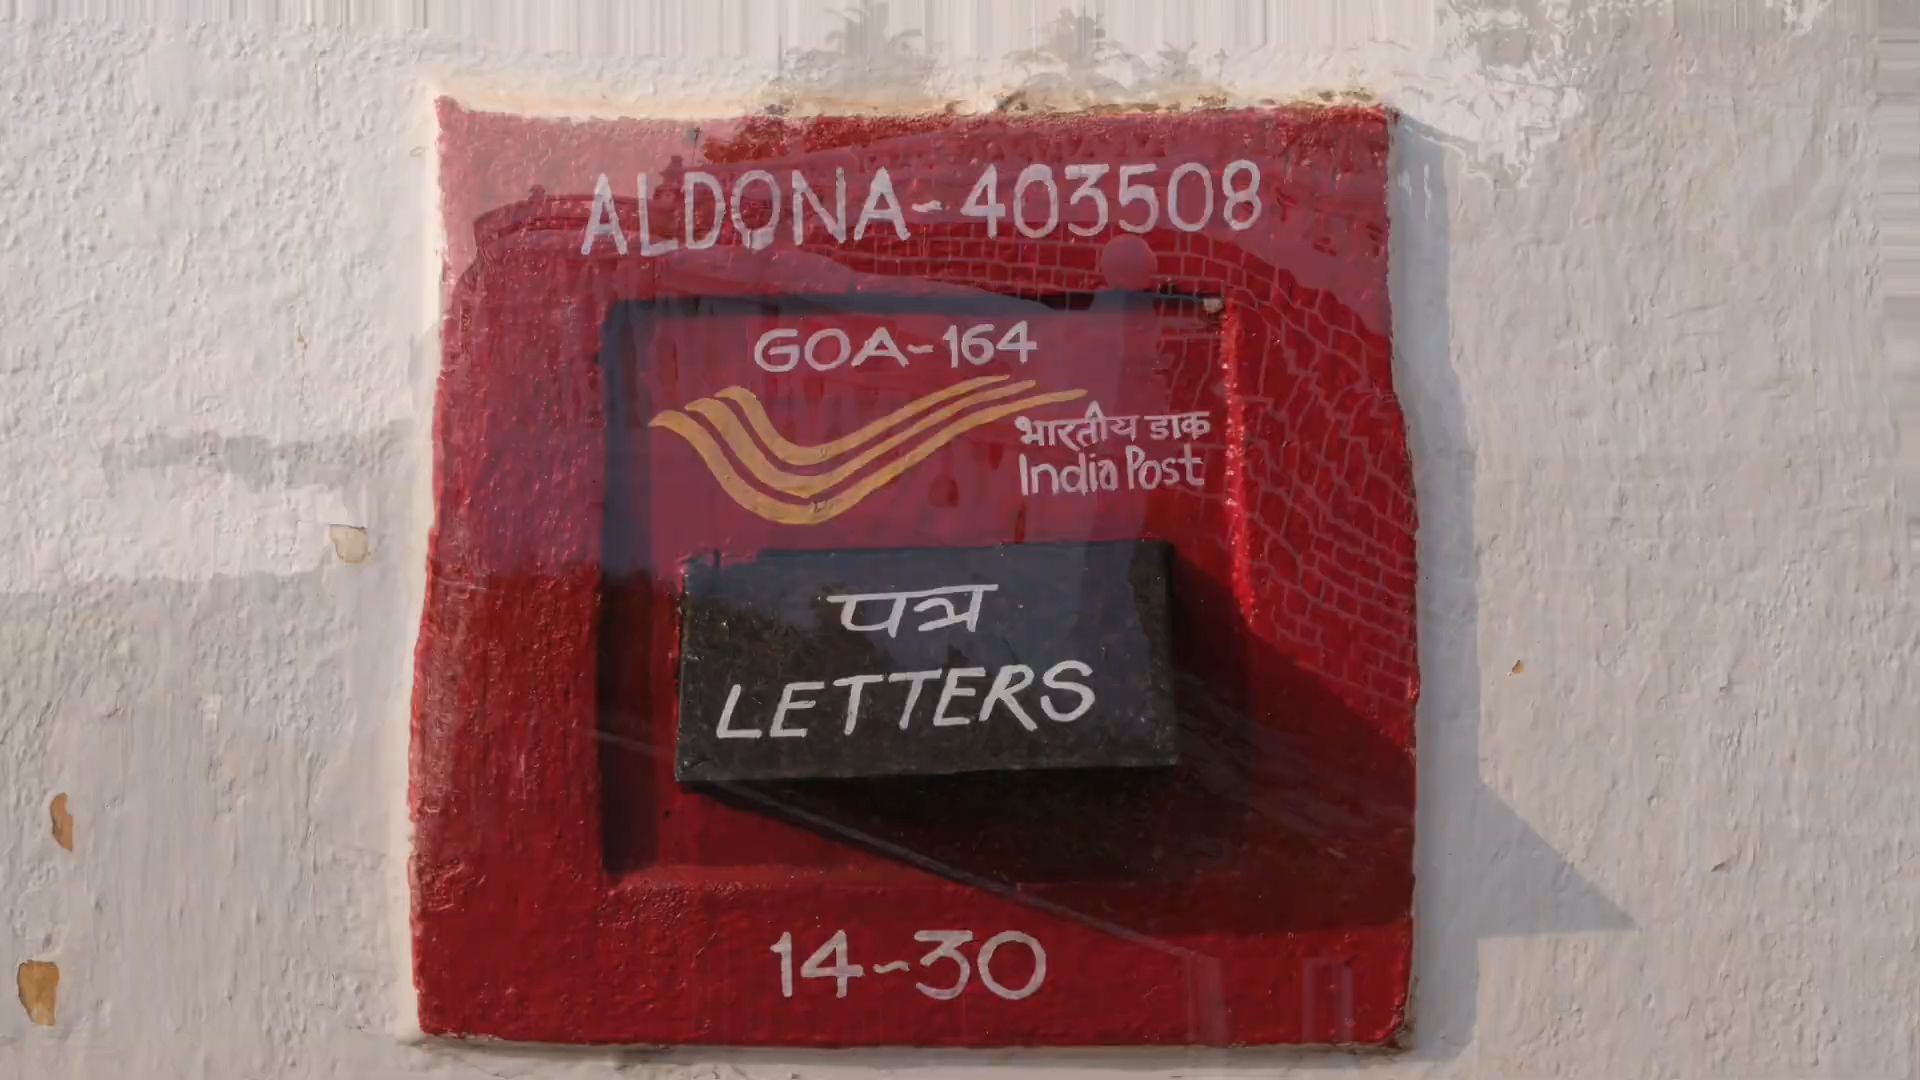 ALDONA-403508
GOA-164
भारतीय डाक
India Post
पत्र
LETTERS
14-30